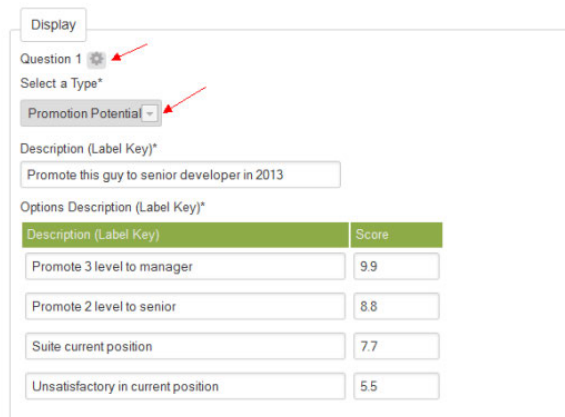 Display
Question 1
Select a Type*
Promotion Potential
Description (Label Key)*
Promote this guy to senior developer in 2013
Options Description (Label Key)*
Description (Label Key) Score
Promote 3 level to manager 9.9
Promote 2 level to senior 8.8
Suite current position 7.7
Unsatisfactory in current position 5.5